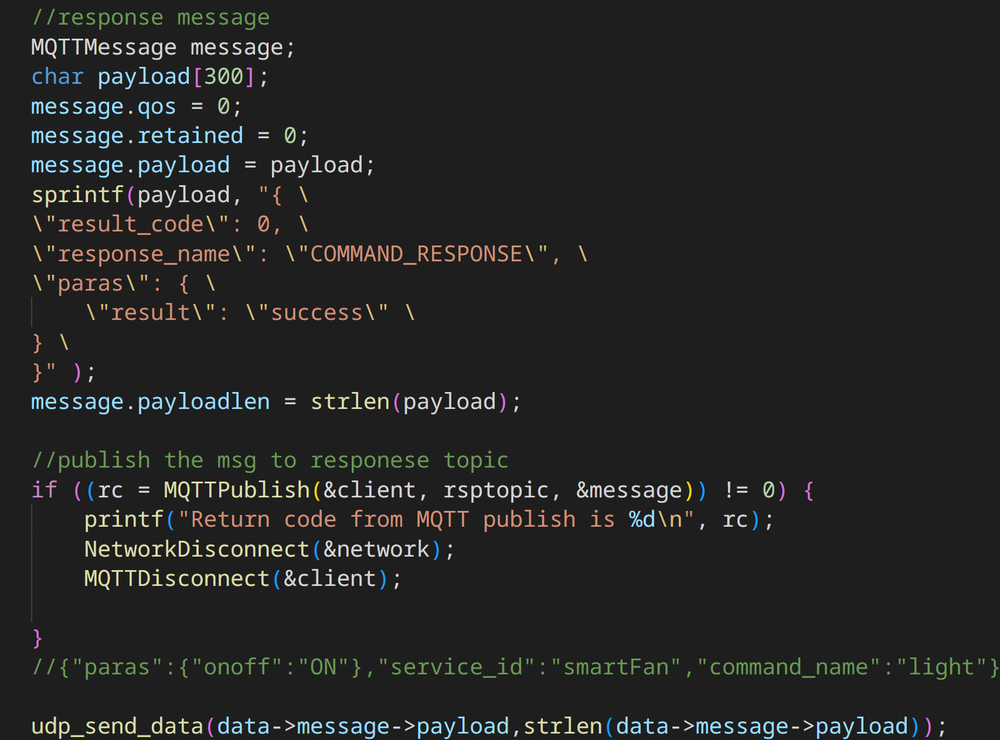 //response message
MQTTMessage message;
char payload[300];
message.qos = 0;
message.retained = 0;
message.payload = payload;
sprintf(payload, "{ \
\"result_code\": 0, \
\"response_name\": \"COMMAND_RESPONSE\", \
\"paras\": { \
    \"result\": \"success\" \
} \
}" );
message.payloadlen = strlen(payload);
//publish the msg to responese topic
if ((rc = MQTTPublish(&client, rsptopic, &message)) != 0) {
    printf("Return code from MQTT publish is %d\n", rc);
    NetworkDisconnect(&network);
    MQTTDisconnect(&client);
}
//{"paras":{"onoff":"ON"},"service_id":"smartFan","command_name":"light"}
udp_send_data(data->message->payload,strlen(data->message->payload));